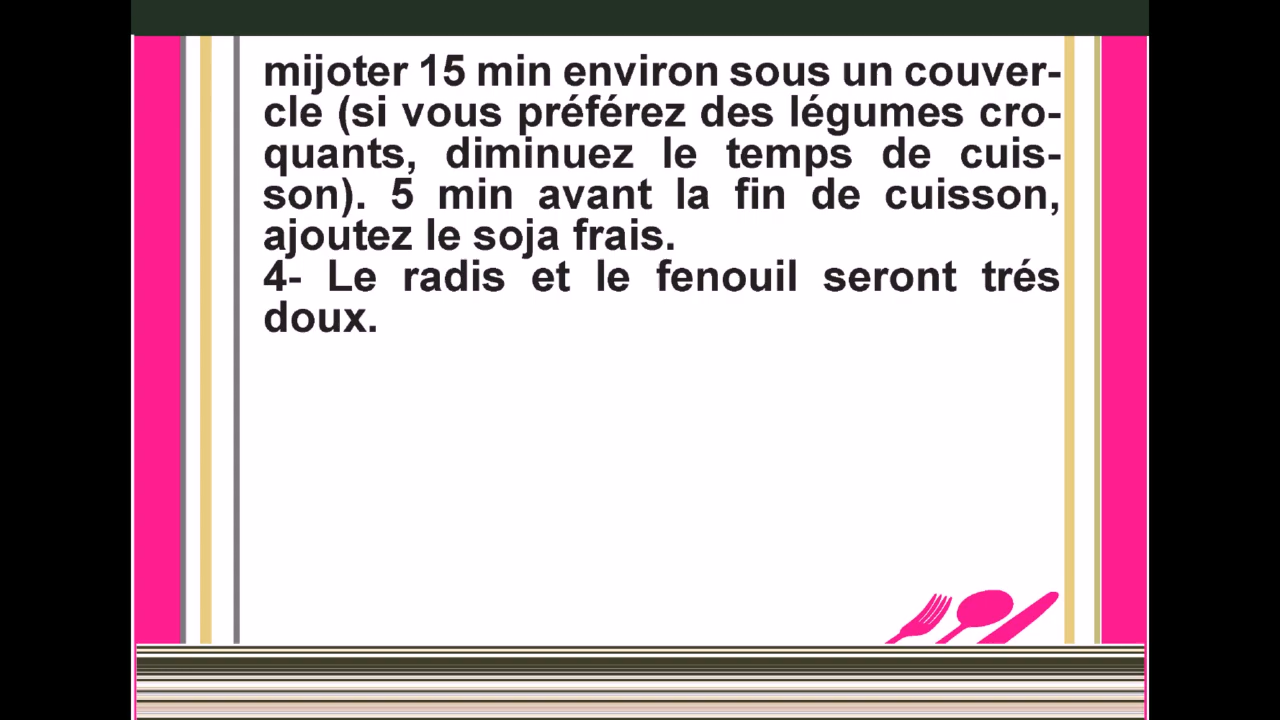 mijoter 15 min environ sous un couver-
cle (si vous préférez des légumes cro-
quants, diminuez le temps de cuis-
son). 5 min avant la fin de cuisson,
ajoutez le soja frais.
4- Le radis et le fenouil seront trés
doux.